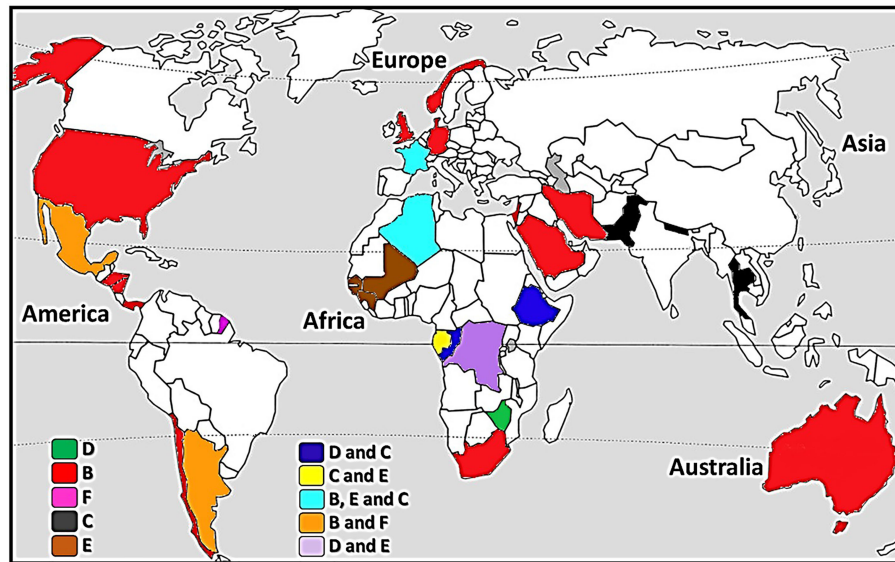 Europe
Asia
America
Africa
Australia
D
B
F
C
E
D and C
C and E
B, E and C
B and F
D and E